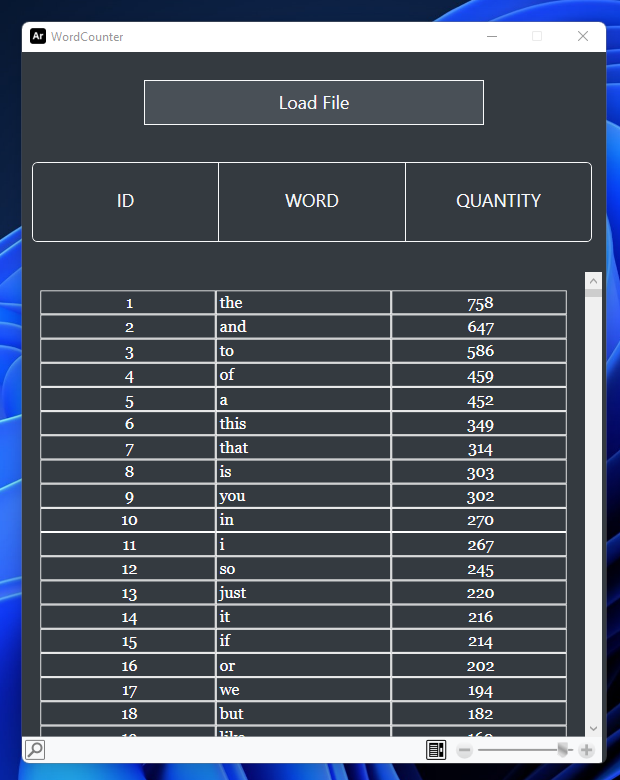 Ar WordCounter
Load File
ID WORD QUANTITY
1 the 758
2 and 647
3 to 586
4 of 459
5 a 452
6 this 349
7 that 314
8 is 303
9 you 302
10 in 270
11 i 267
12 so 245
13 just 220
14 it 216
15 if 214
16 or 202
17 we 194
18 but 182